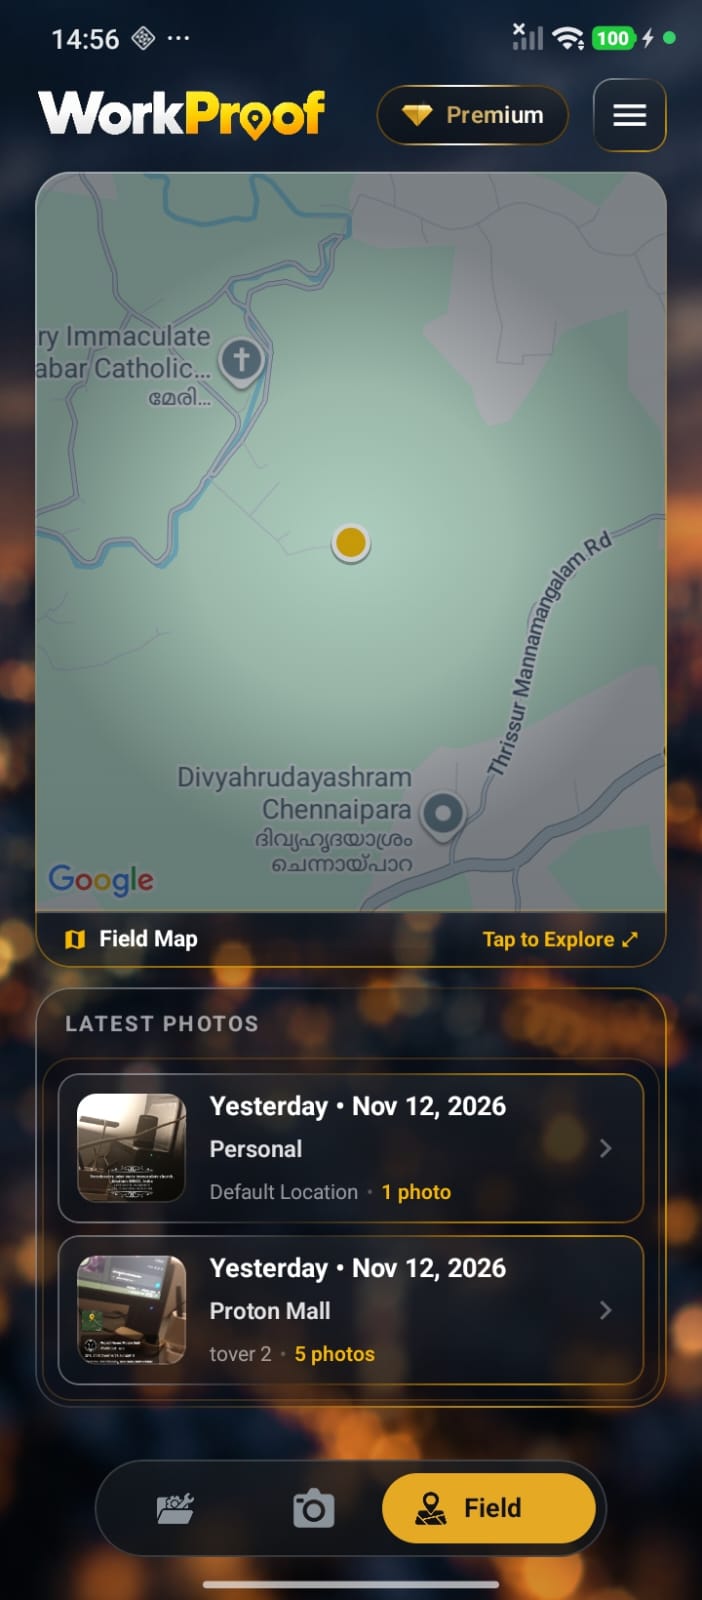 14:56
100
WorkProof
Premium
ry Immaculate
abar Catholic...
മേരി...
Thrissur Mannamangalam Rd
Divyahrudayashram
Chennaipara
ദിവ്യഹൃദയാശ്രം
ചെന്നായ്പാറ
Google
Field Map
Tap to Explore
LATEST PHOTOS
Yesterday • Nov 12, 2026
Personal
Default Location • 1 photo
Yesterday • Nov 12, 2026
Proton Mall
tover 2 • 5 photos
Field